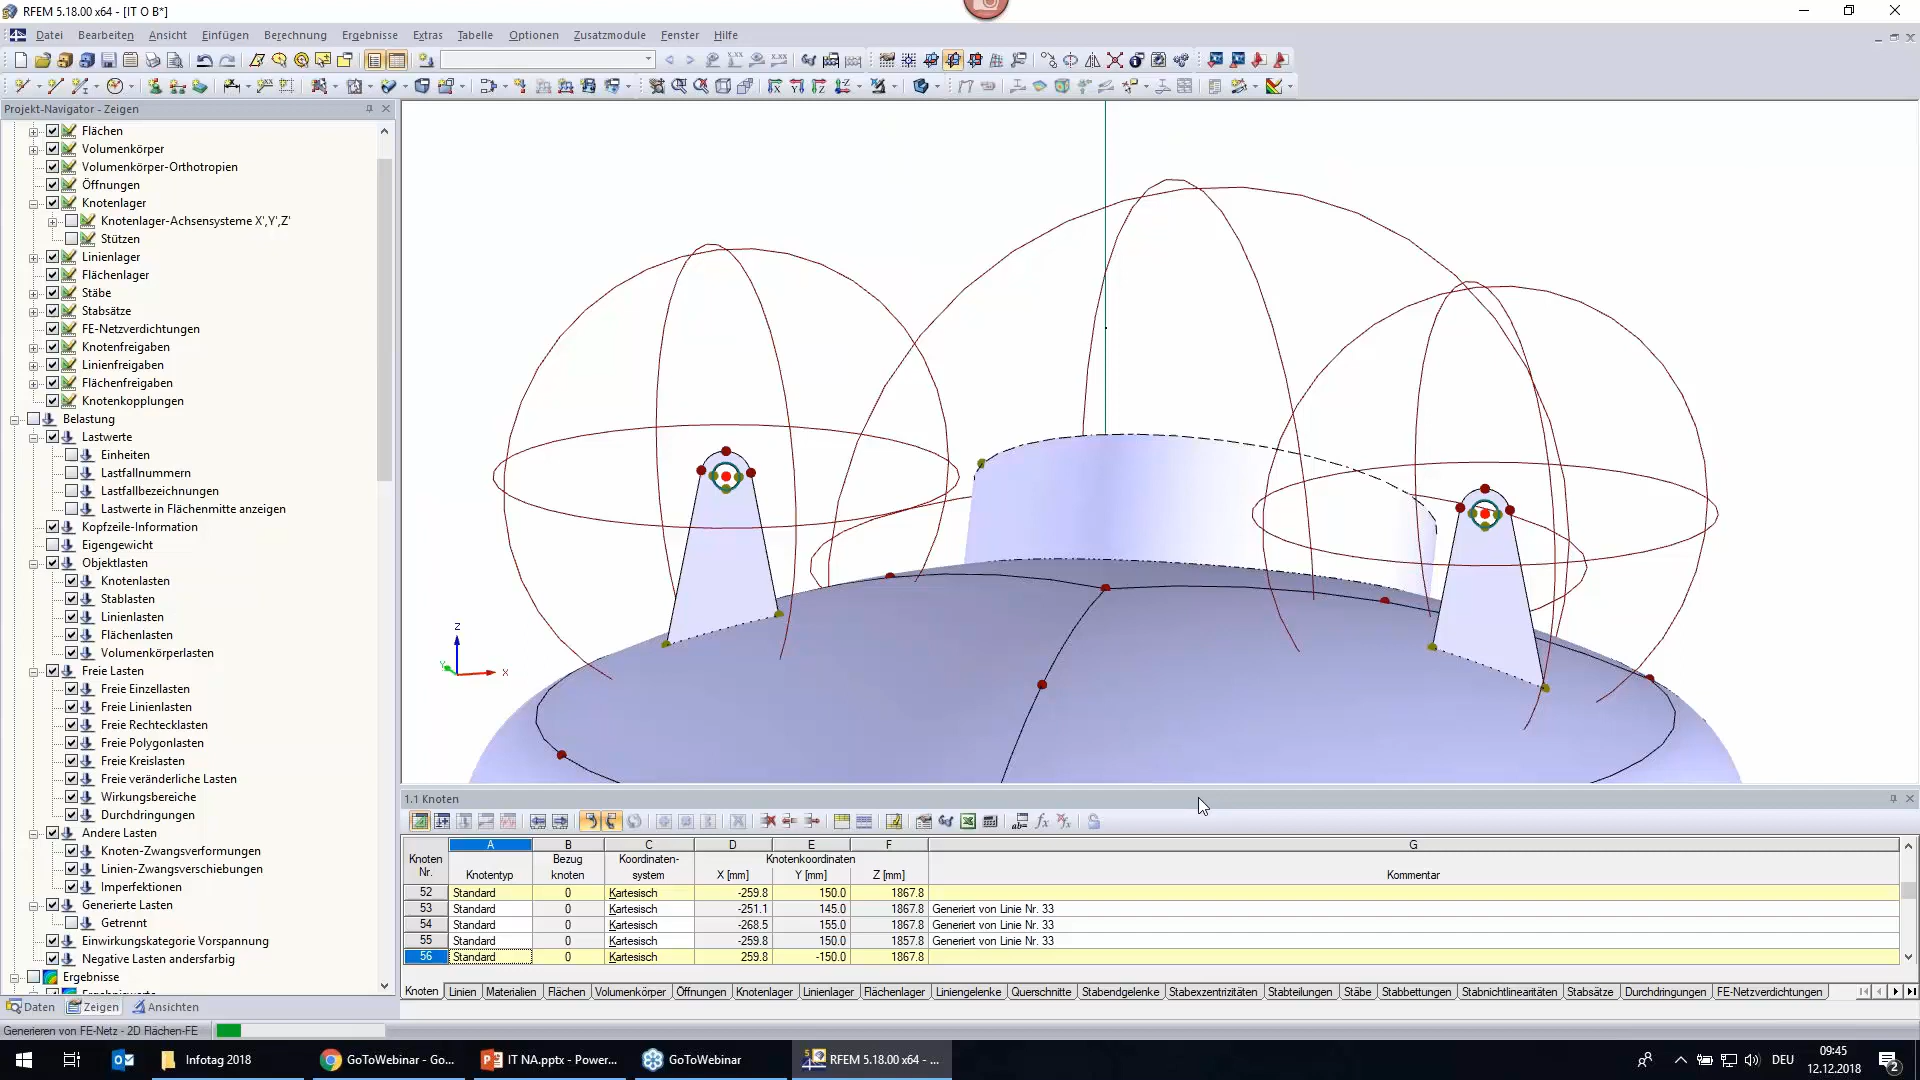 RFEM 5.18.00 x64 - [IT O B*]
Datei Bearbeiten Ansicht Einfügen Berechnung Ergebnisse Extras Tabelle Optionen Zusatzmodule Fenster Hilfe
Projekt-Navigator - Zeigen
Flächen
Volumenkörper
Volumenkörper-Orthotropien
Öffnungen
Knotenlager
Knotenlager-Achsensysteme X',Y',Z'
Stützen
Linienlager
Flächenlager
Stäbe
Stabsätze
FE-Netzverdichtungen
Knotenfreigaben
Linienfreigaben
Flächenfreigaben
Knotenkopplungen
Belastung
Lastwerte
Einheiten
Lastfallnummern
Lastfallbezeichnungen
Lastwerte in Flächenmitte anzeigen
Kopfzeile-Information
Eigengewicht
Objektlasten
Knotenlasten
Stablasten
Linienlasten
Flächenlasten
Volumenkörperlasten
Freie Lasten
Freie Einzellasten
Freie Linienlasten
Freie Rechtecklasten
Freie Polygonlasten
Freie Kreislasten
Freie veränderliche Lasten
Wirkungsbereiche
Durchdringungen
Andere Lasten
Knoten-Zwangsverformungen
Linien-Zwangsverschiebungen
Imperfektionen
Generierte Lasten
Getrennt
Einwirkungskategorie Vorspannung
Negative Lasten andersfarbig
Ergebnisse
Daten Zeigen Ansichten
Z
Y
X
1.1 Knoten
A B C D E F G
Knoten Bezug Koordinaten- Knotenkoordinaten
Nr. Knotentyp knoten system X [mm] Y [mm] Z [mm] Kommentar
52 Standard 0 Kartesisch -259.8 150.0 1867.8
53 Standard 0 Kartesisch -251.1 145.0 1867.8 Generiert von Linie Nr. 33
54 Standard 0 Kartesisch -268.5 155.0 1867.8 Generiert von Linie Nr. 33
55 Standard 0 Kartesisch -259.8 150.0 1857.8 Generiert von Linie Nr. 33
56 Standard 0 Kartesisch 259.8 -150.0 1867.8
Knoten Linien Materialien Flächen Volumenkörper Öffnungen Knotenlager Linienlager Flächenlager Liniengelenke Querschnitte Stabendgelenke Stabexzentrizitäten Stabteilungen Stäbe Stabbettungen Stabnichtlinearitäten Stabsätze Durchdringungen FE-Netzverdichtungen
Generieren von FE-Netz - 2D Flächen-FE
Infotag 2018 GoToWebinar - Go... IT NA.pptx - Power... GoToWebinar RFEM 5.18.00 x64 - ... DEU 09:45
12.12.2018
2